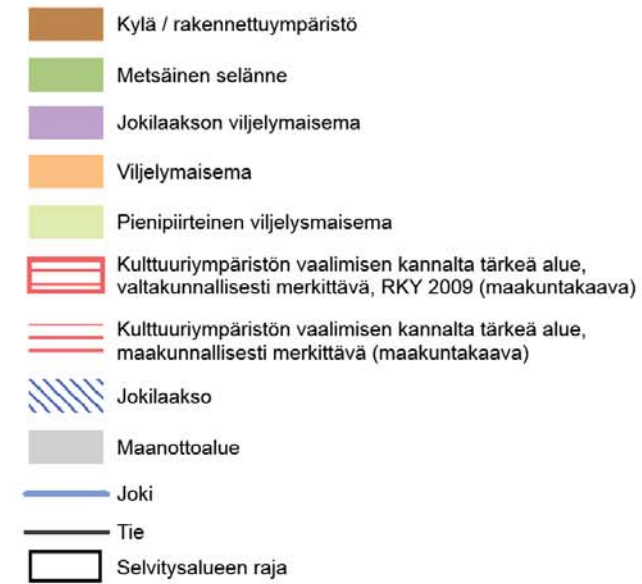 Kylä / rakennettuympäristö
Metsäinen selänne
Jokilaakson viljelymaisema
Viljelymaisema
Pienipiirteinen viljelysmaisema
Kulttuuriympäristön vaalimisen kannalta tärkeä alue,
valtakunnallisesti merkittävä, RKY 2009 (maakuntakaava)
Kulttuuriympäristön vaalimisen kannalta tärkeä alue,
maakunnallisesti merkittävä (maakuntakaava)
Jokilaakso
Maanottoalue
Joki
Tie
Selvitysalueen raja